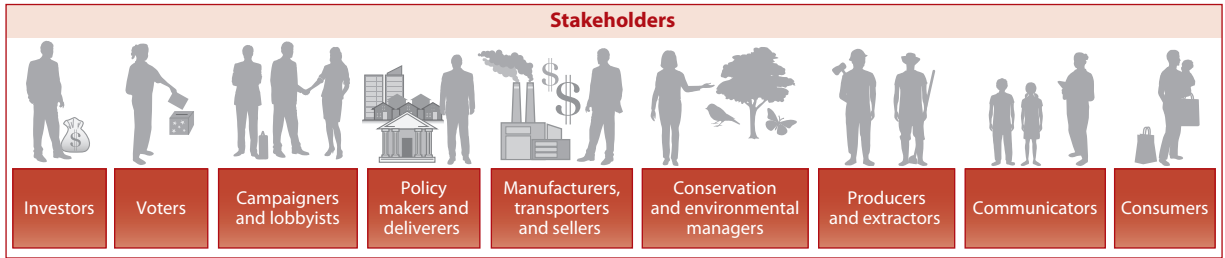 Stakeholders
$
$
$
Investors
Voters
Campaigners
and lobbyists
Policy
makers and
deliverers
Manufacturers,
transporters
and sellers
Conservation
and environmental
managers
Producers
and extractors
Communicators
Consumers